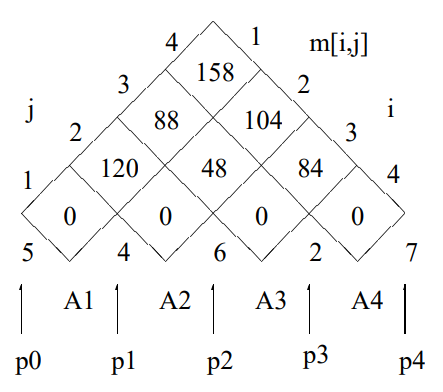 4 1 m[i,j]
158
3 2
j 88 104 i
2 3
120 48 84
1 4
0 0 0 0
5 4 6 2 7
A1 A2 A3 A4
p0 p1 p2 p3 p4